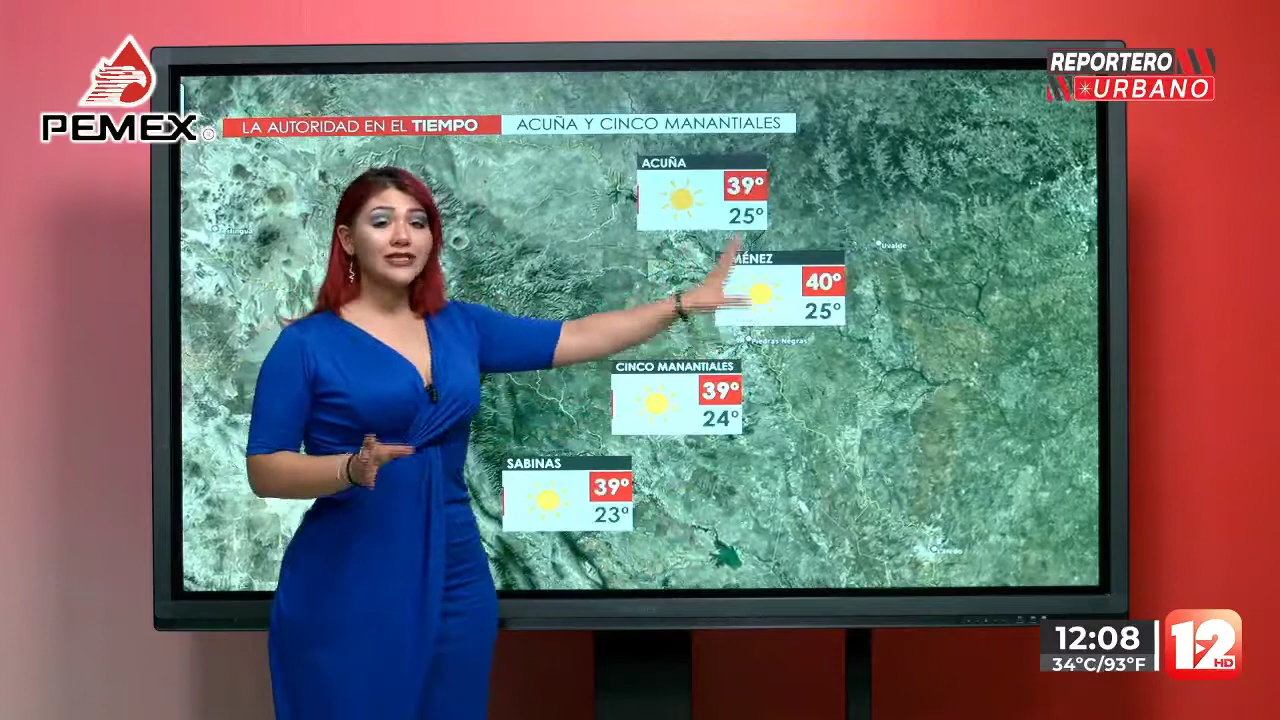 PEMEX
REPORTERO
URBANO
LA AUTORIDAD EN EL TIEMPO
ACUÑA Y CINCO MANANTIALES
ACUÑA
39°
25°
Uvalde
MÉNEZ
40°
25°
Piedras Negras
CINCO MANANTIALES
39°
24°
SABINAS
39°
23°
12:08
34°C/93°F
12
HD